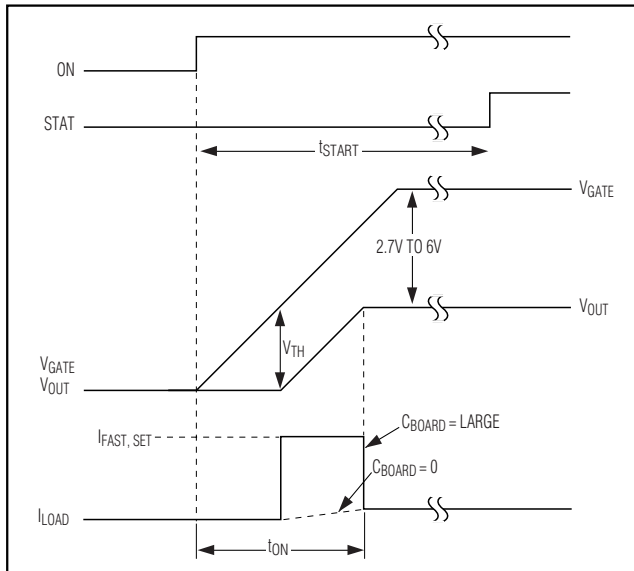 ON
STAT
tSTART
VGATE
2.7V TO 6V
VOUT
VTH
VGATE
VOUT
IFAST, SET
CBOARD = LARGE
CBOARD = 0
ILOAD
tON